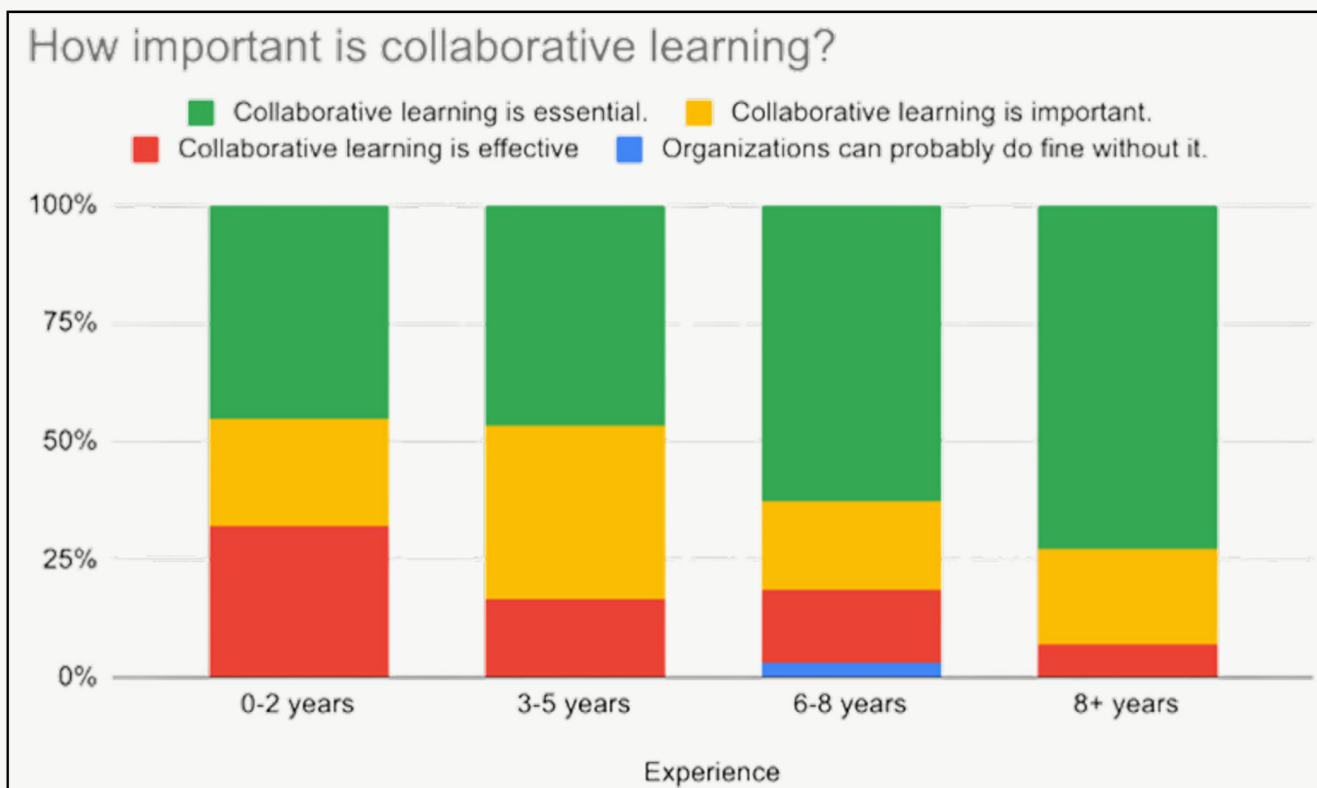 How important is collaborative learning?
Collaborative learning is essential. Collaborative learning is important.
Collaborative learning is effective Organizations can probably do fine without it.
100%
75%
50%
25%
0%
0-2 years 3-5 years 6-8 years 8+ years
Experience